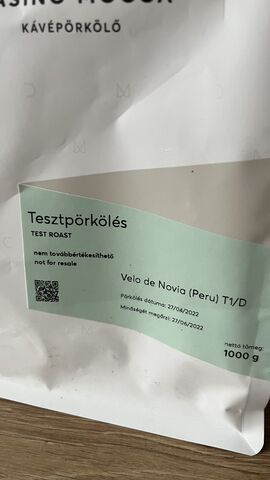 MOCCA
KÁVÉPÖRKÖLŐ
Tesztpörkölés
TEST ROAST
nem továbbértékesíthető
not for resale
Velo de Novia (Peru) T1/D
Pörkölés dátuma: 27/06/2022
Minőségét megőrzi: 27/06/2022
nettó tömeg:
1000 g